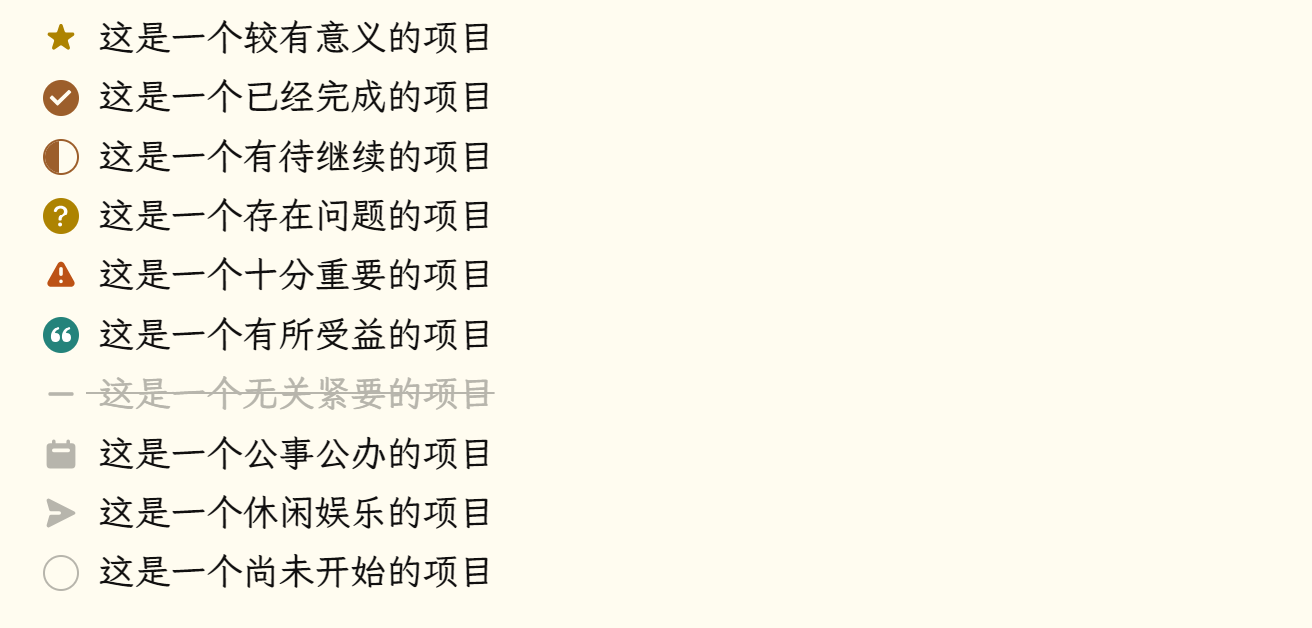 这是一个较有意义的项目
这是一个已经完成的项目
这是一个有待继续的项目
这是一个存在问题的项目
这是一个十分重要的项目
这是一个有所受益的项目
这是一个无关紧要的项目
这是一个公事公办的项目
这是一个休闲娱乐的项目
这是一个尚未开始的项目